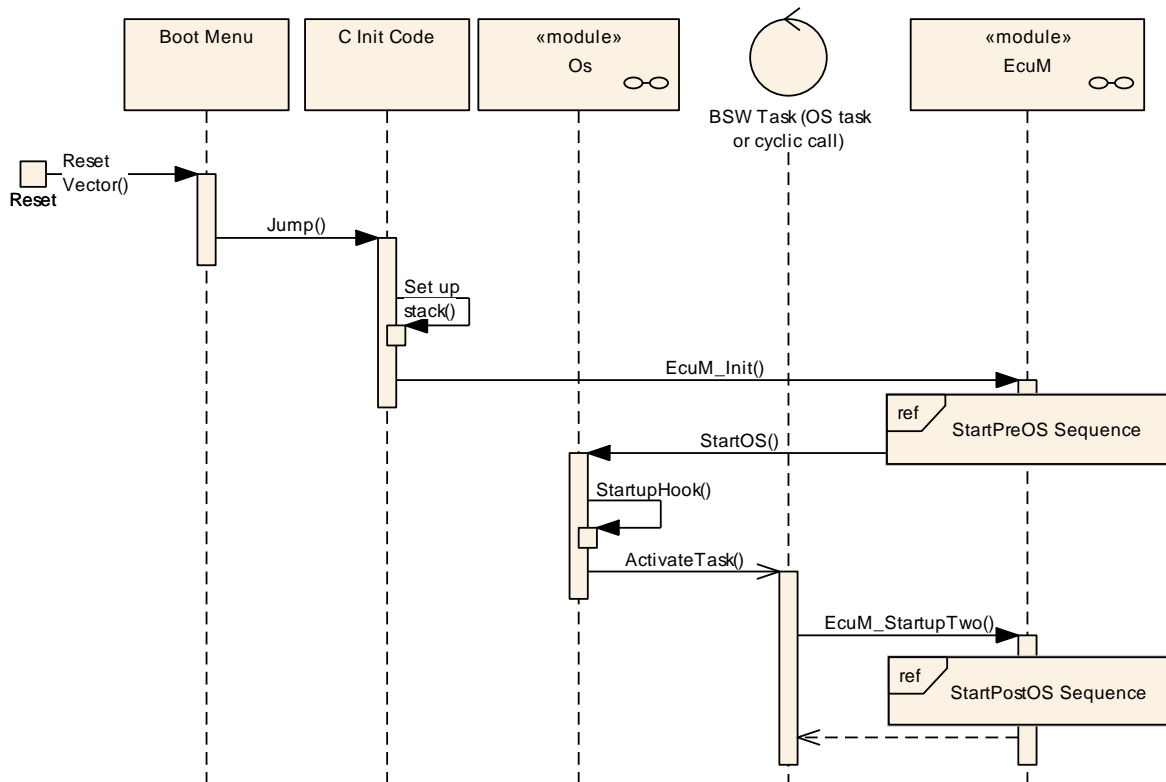 Boot Menu
C Init Code
«module»
Os
«module»
EcuM
BSW Task (OS task
or cyclic call)
Reset
Vector()
Reset
Jump()
Set up
stack()
EcuM_Init()
ref
StartPreOS Sequence
StartOS()
StartupHook()
ActivateTask()
EcuM_StartupTwo()
ref
StartPostOS Sequence